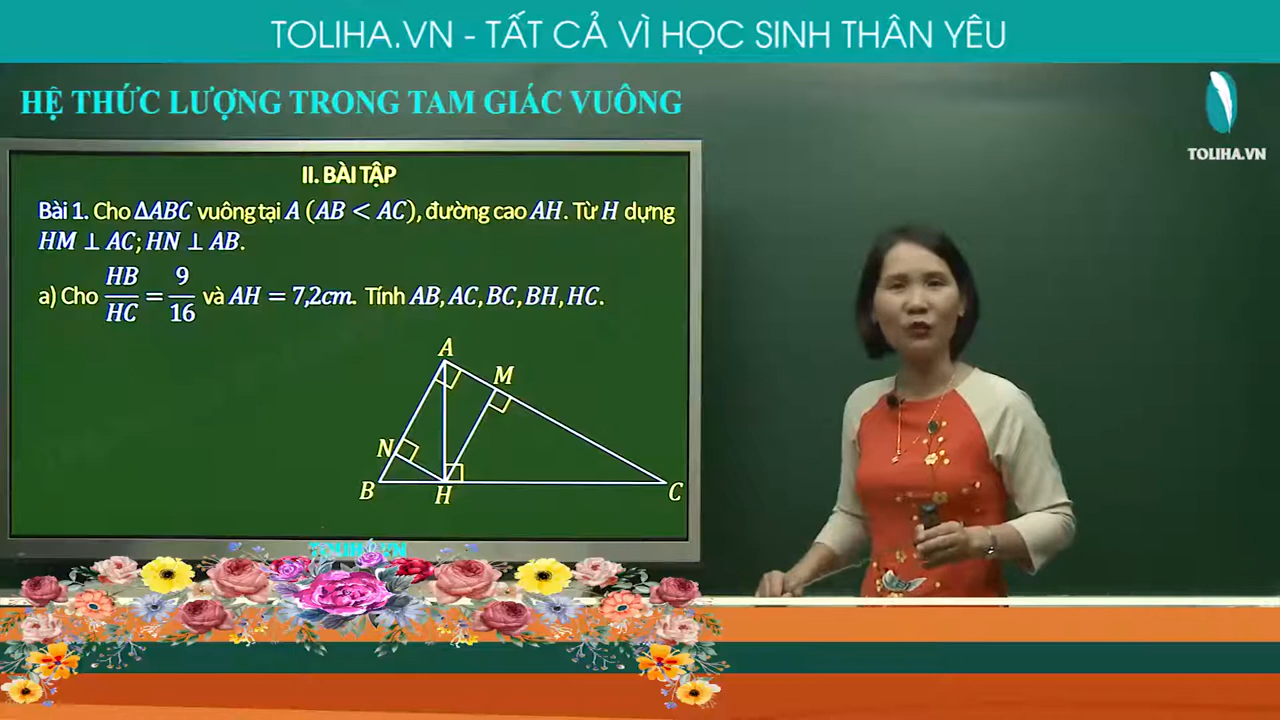 TOLIHA.VN - TẤT CẢ VÌ HỌC SINH THÂN YÊU
HỆ THỨC LƯỢNG TRONG TAM GIÁC VUÔNG
TOLIHA.VN
II. BÀI TẬP
Bài 1. Cho ΔABC vuông tại A (AB < AC), đường cao AH. Từ H dựng
HM ⊥ AC; HN ⊥ AB.
a) Cho HB/HC = 9/16 và AH = 7,2cm. Tính AB, AC, BC, BH, HC.
A
M
N
B
H
C
TOLIHA.VN